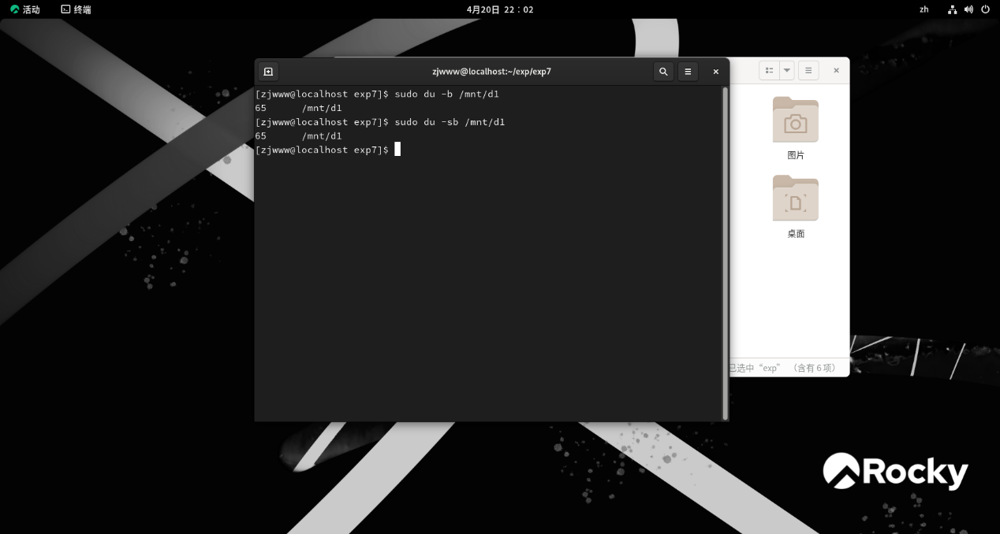 活动 终端 4月20日 22：02 zh
zjwww@localhost:~/exp/exp7
[zjwww@localhost exp7]$ sudo du -b /mnt/d1
65 /mnt/d1
[zjwww@localhost exp7]$ sudo du -sb /mnt/d1
65 /mnt/d1
[zjwww@localhost exp7]$
图片
桌面
已选中“exp” （含有 6 项）
Rocky